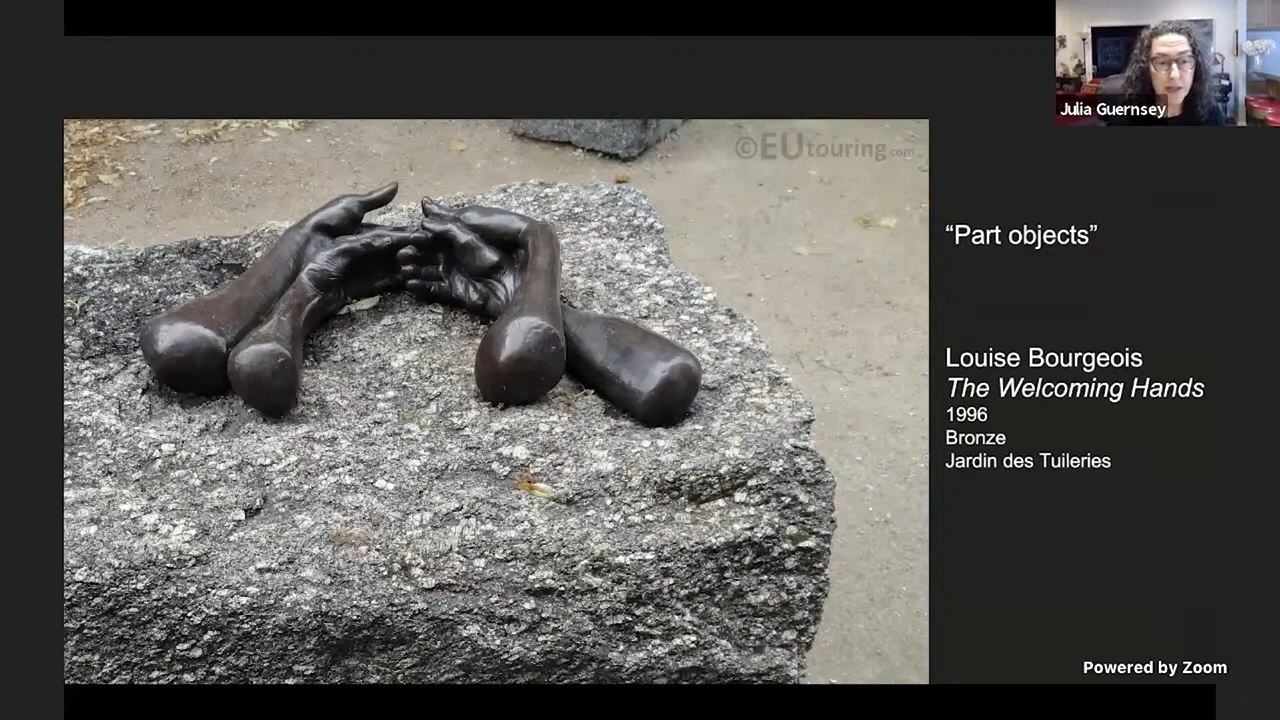 ©EUtouring.com
Julia Guernsey
“Part objects”
Louise Bourgeois
The Welcoming Hands
1996
Bronze
Jardin des Tuileries
Powered by Zoom